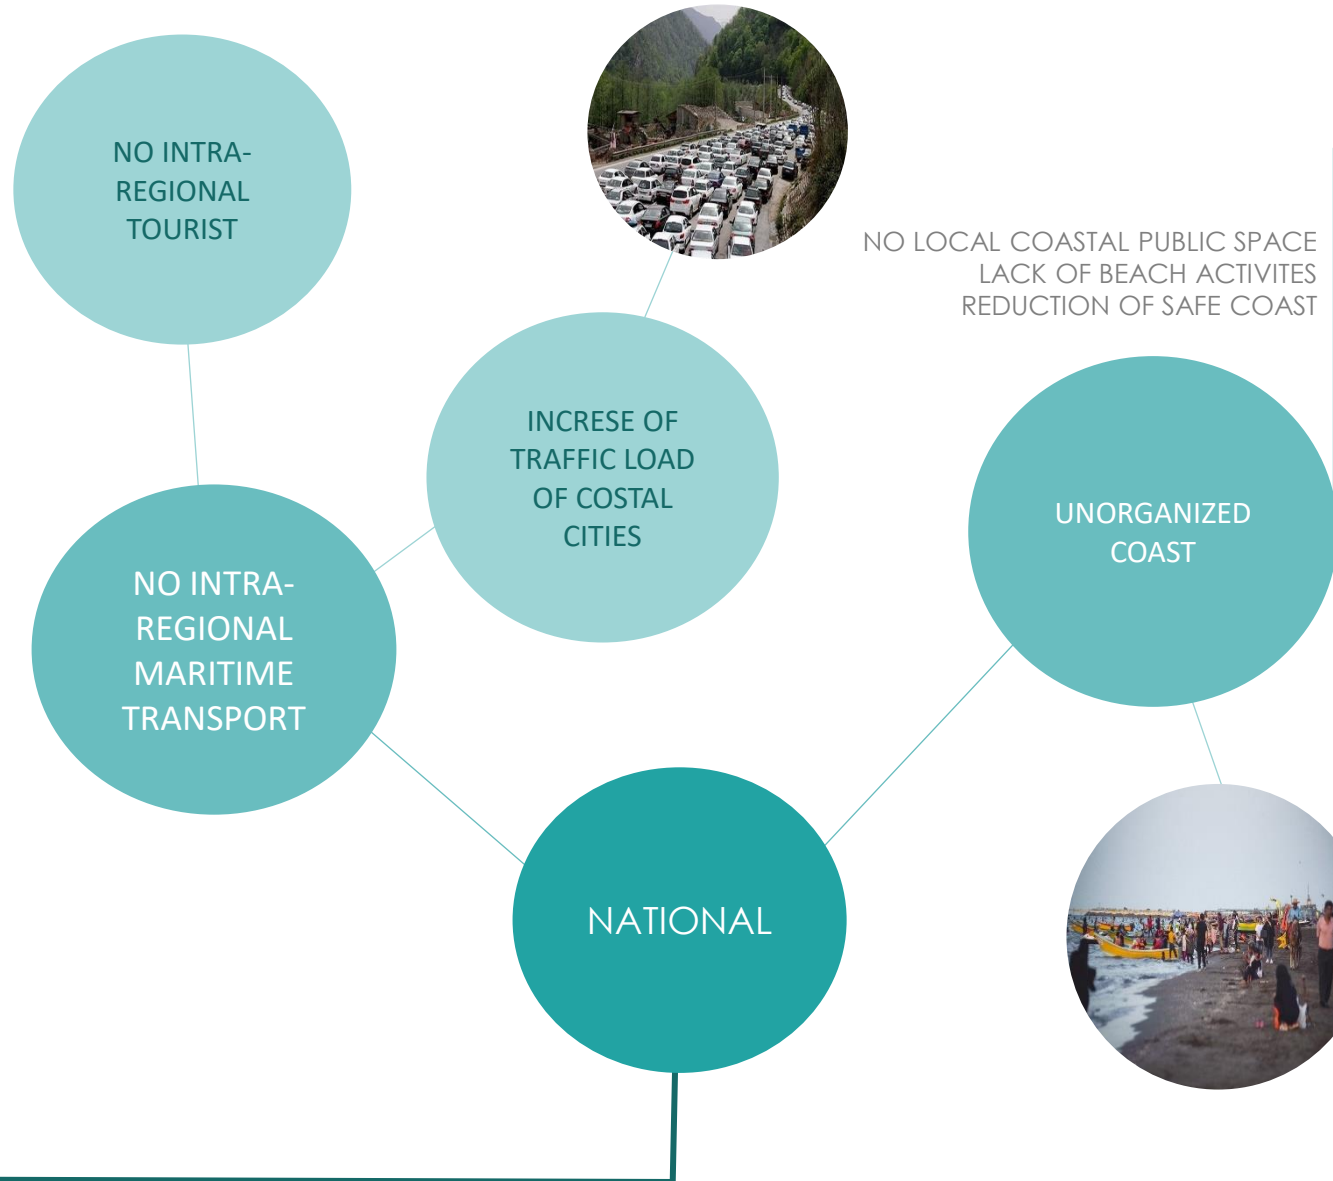 NO INTRA-
REGIONAL
TOURIST
NO LOCAL COASTAL PUBLIC SPACE
LACK OF BEACH ACTIVITES
REDUCTION OF SAFE COAST
INCRESE OF
TRAFFIC LOAD
OF COSTAL
CITIES
UNORGANIZED
COAST
NO INTRA-
REGIONAL
MARITIME
TRANSPORT
NATIONAL